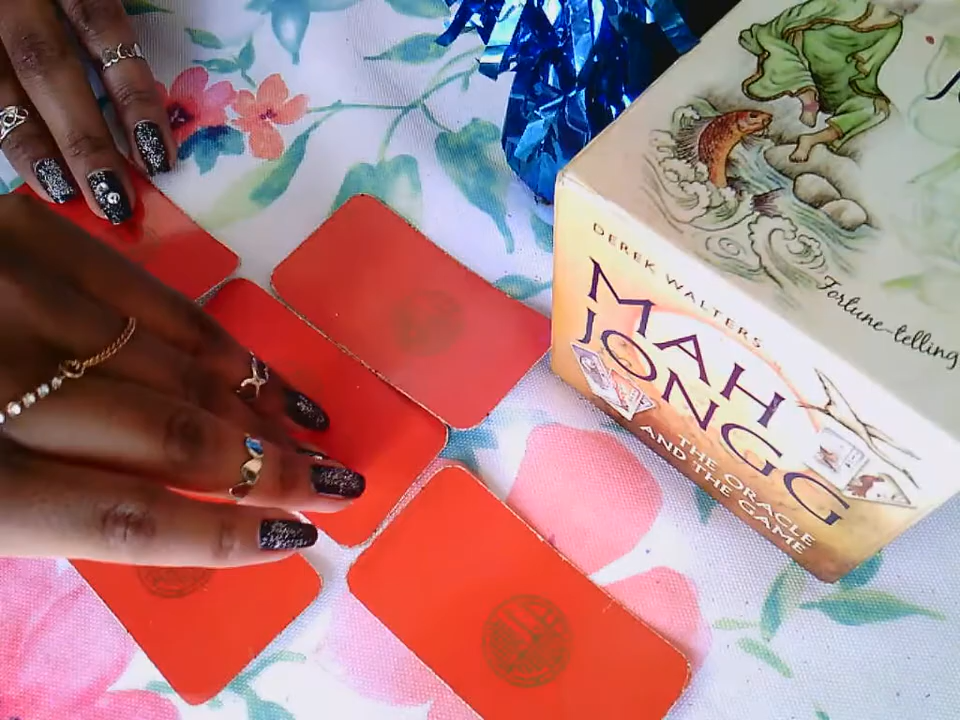 Fortune-telling
DEREK WALTERS
MAH
JONGG
THE ORACLE
AND THE GAME